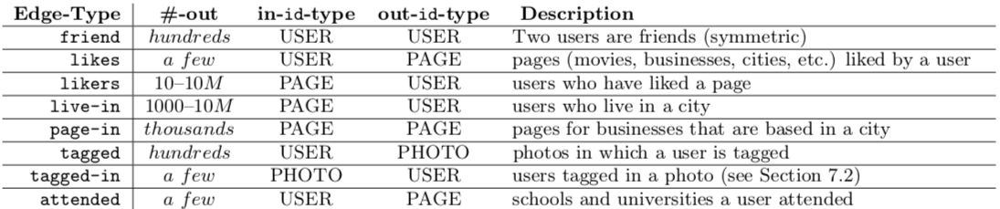 Edge-Type #-out in-id-type out-id-type Description
friend hundreds USER USER Two users are friends (symmetric)
likes a few USER PAGE pages (movies, businesses, cities, etc.) liked by a user
likers 10–10M PAGE USER users who have liked a page
live-in 1000–10M PAGE USER users who live in a city
page-in thousands PAGE PAGE pages for businesses that are based in a city
tagged hundreds USER PHOTO photos in which a user is tagged
tagged-in a few PHOTO USER users tagged in a photo (see Section 7.2)
attended a few USER PAGE schools and universities a user attended